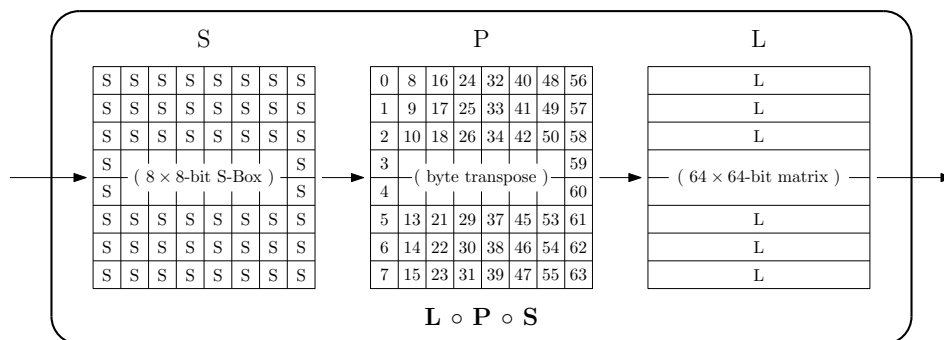 S P L
S S S S S S S S 0 8 16 24 32 40 48 56 L
S S S S S S S S 1 9 17 25 33 41 49 57 L
S S S S S S S S 2 10 18 26 34 42 50 58 L
S S 3 59
( 8 × 8-bit S-Box ) ( byte transpose ) ( 64 × 64-bit matrix )
S S 4 60
S S S S S S S S 5 13 21 29 37 45 53 61 L
S S S S S S S S 6 14 22 30 38 46 54 62 L
S S S S S S S S 7 15 23 31 39 47 55 63 L
L ∘ P ∘ S